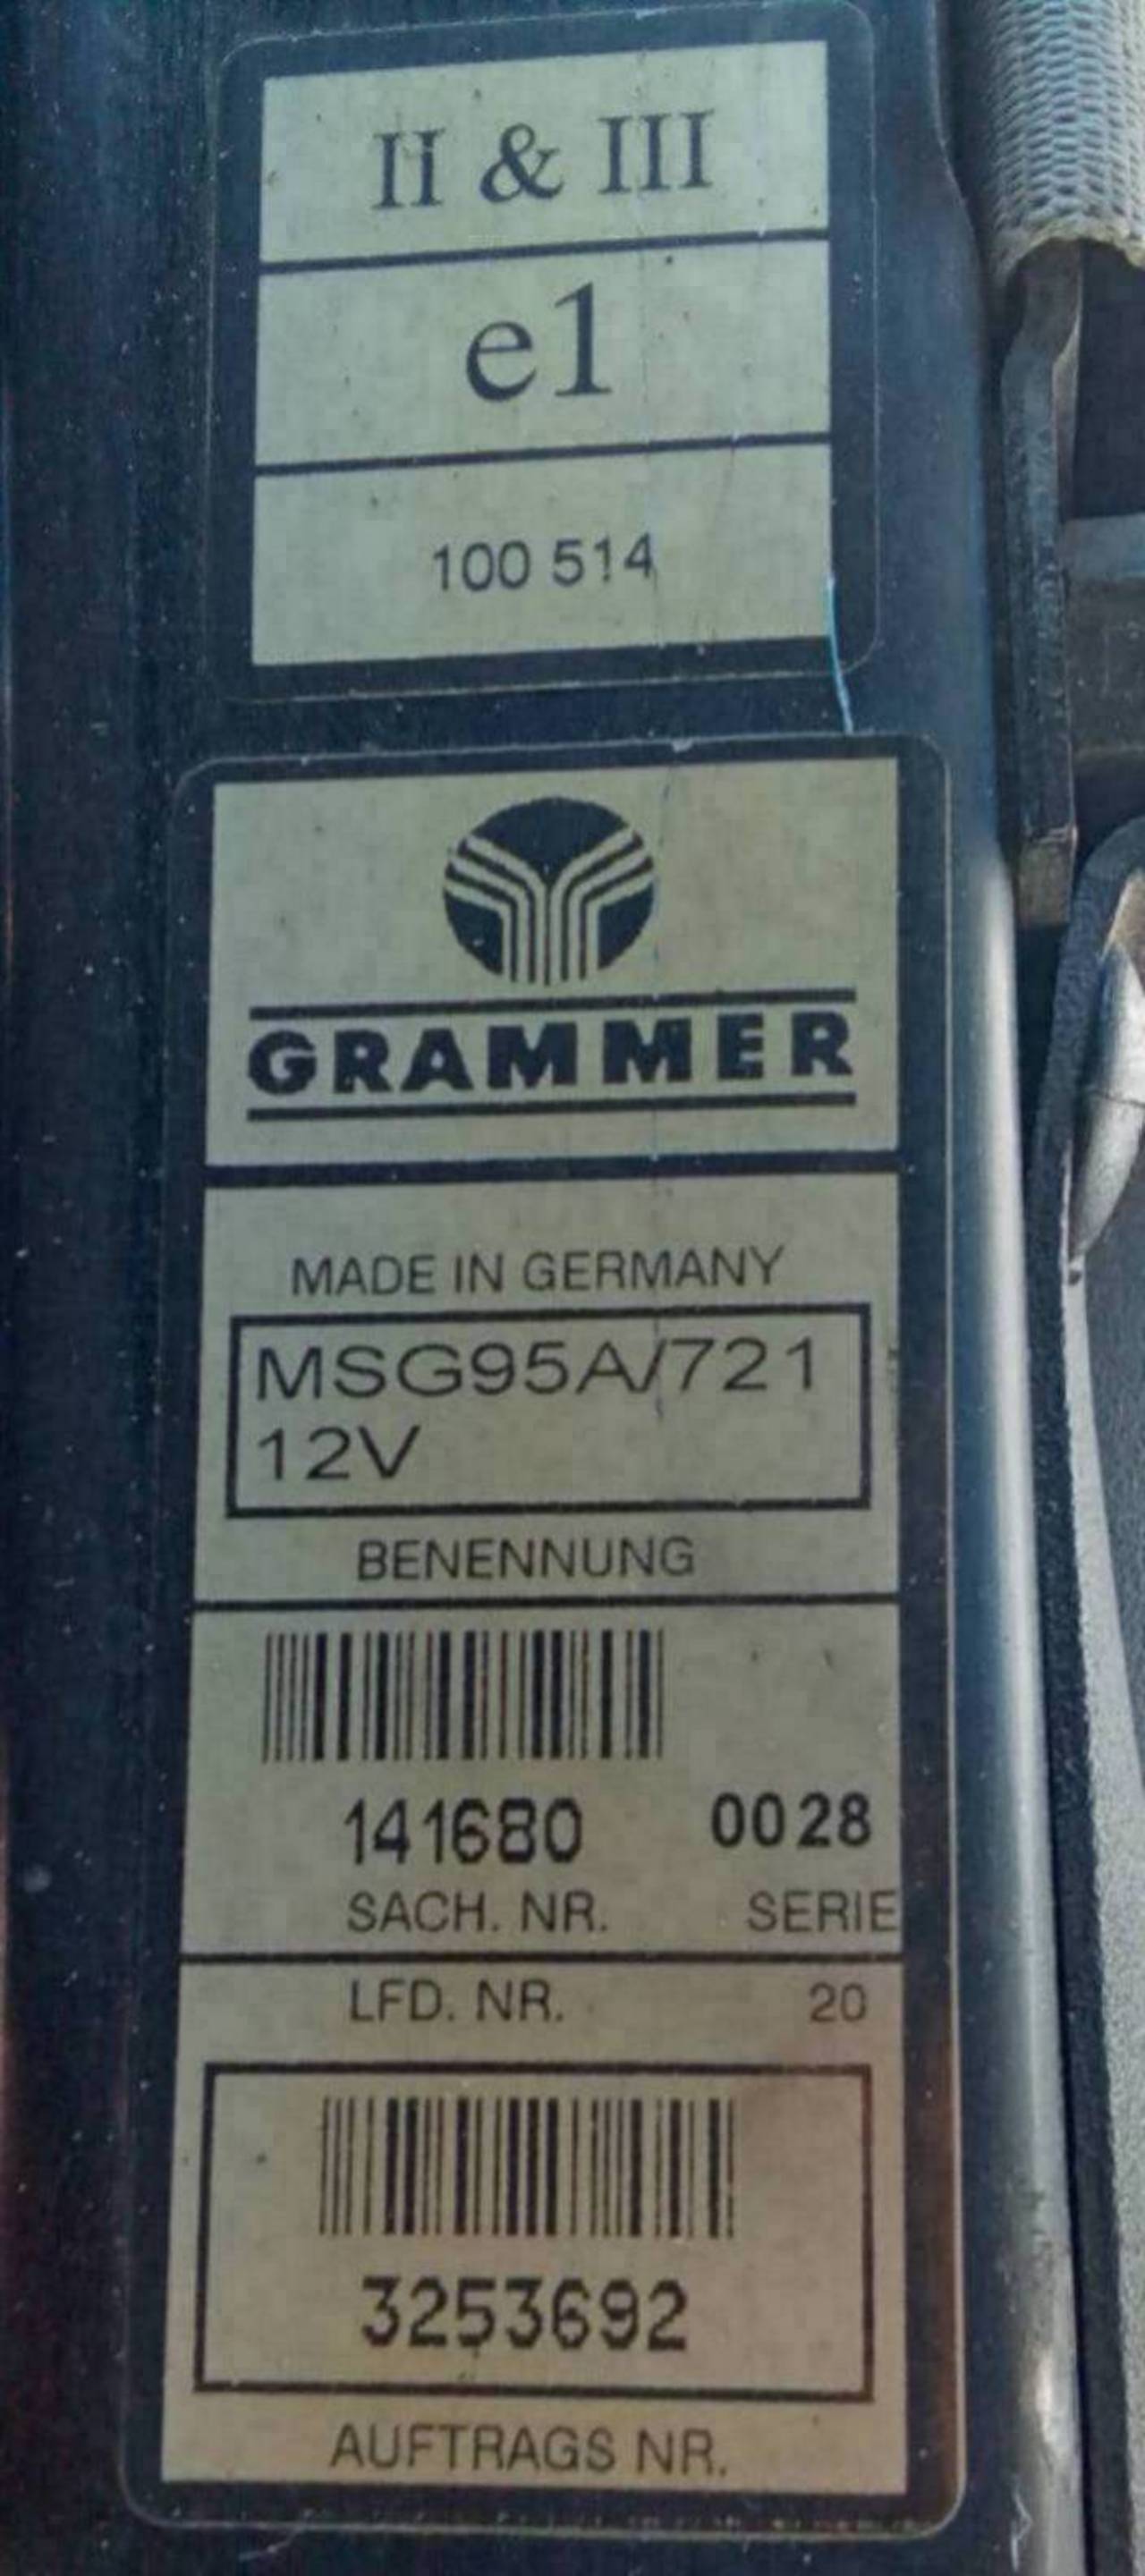 II & III
e1
100 514
GRAMMER
MADE IN GERMANY
MSG95A/721
12V
BENENNUNG
141680 0028
SACH. NR. SERIE
LFD. NR. 20
3253692
AUFTRAGS NR.